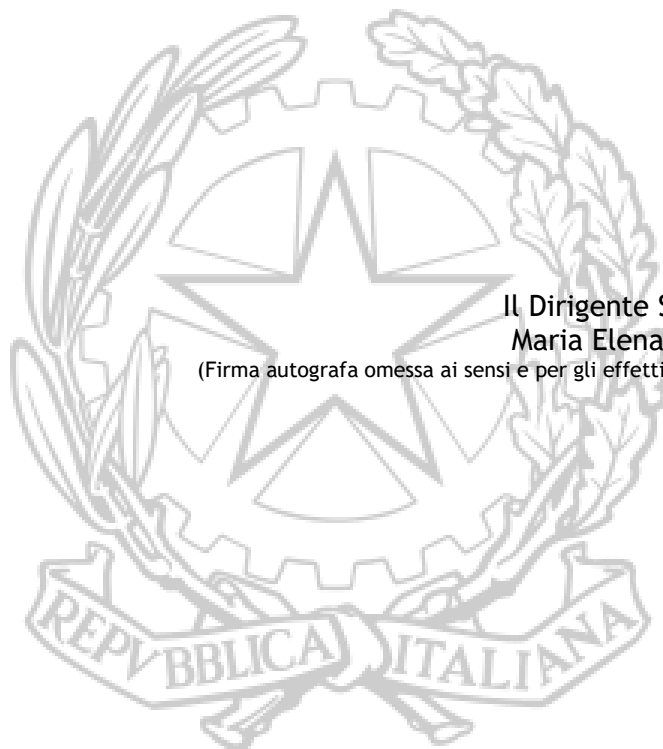 Il Dirigente S
Maria Elena
(Firma autografa omessa ai sensi e per gli effetti
REPVBBLICA ITALIANA